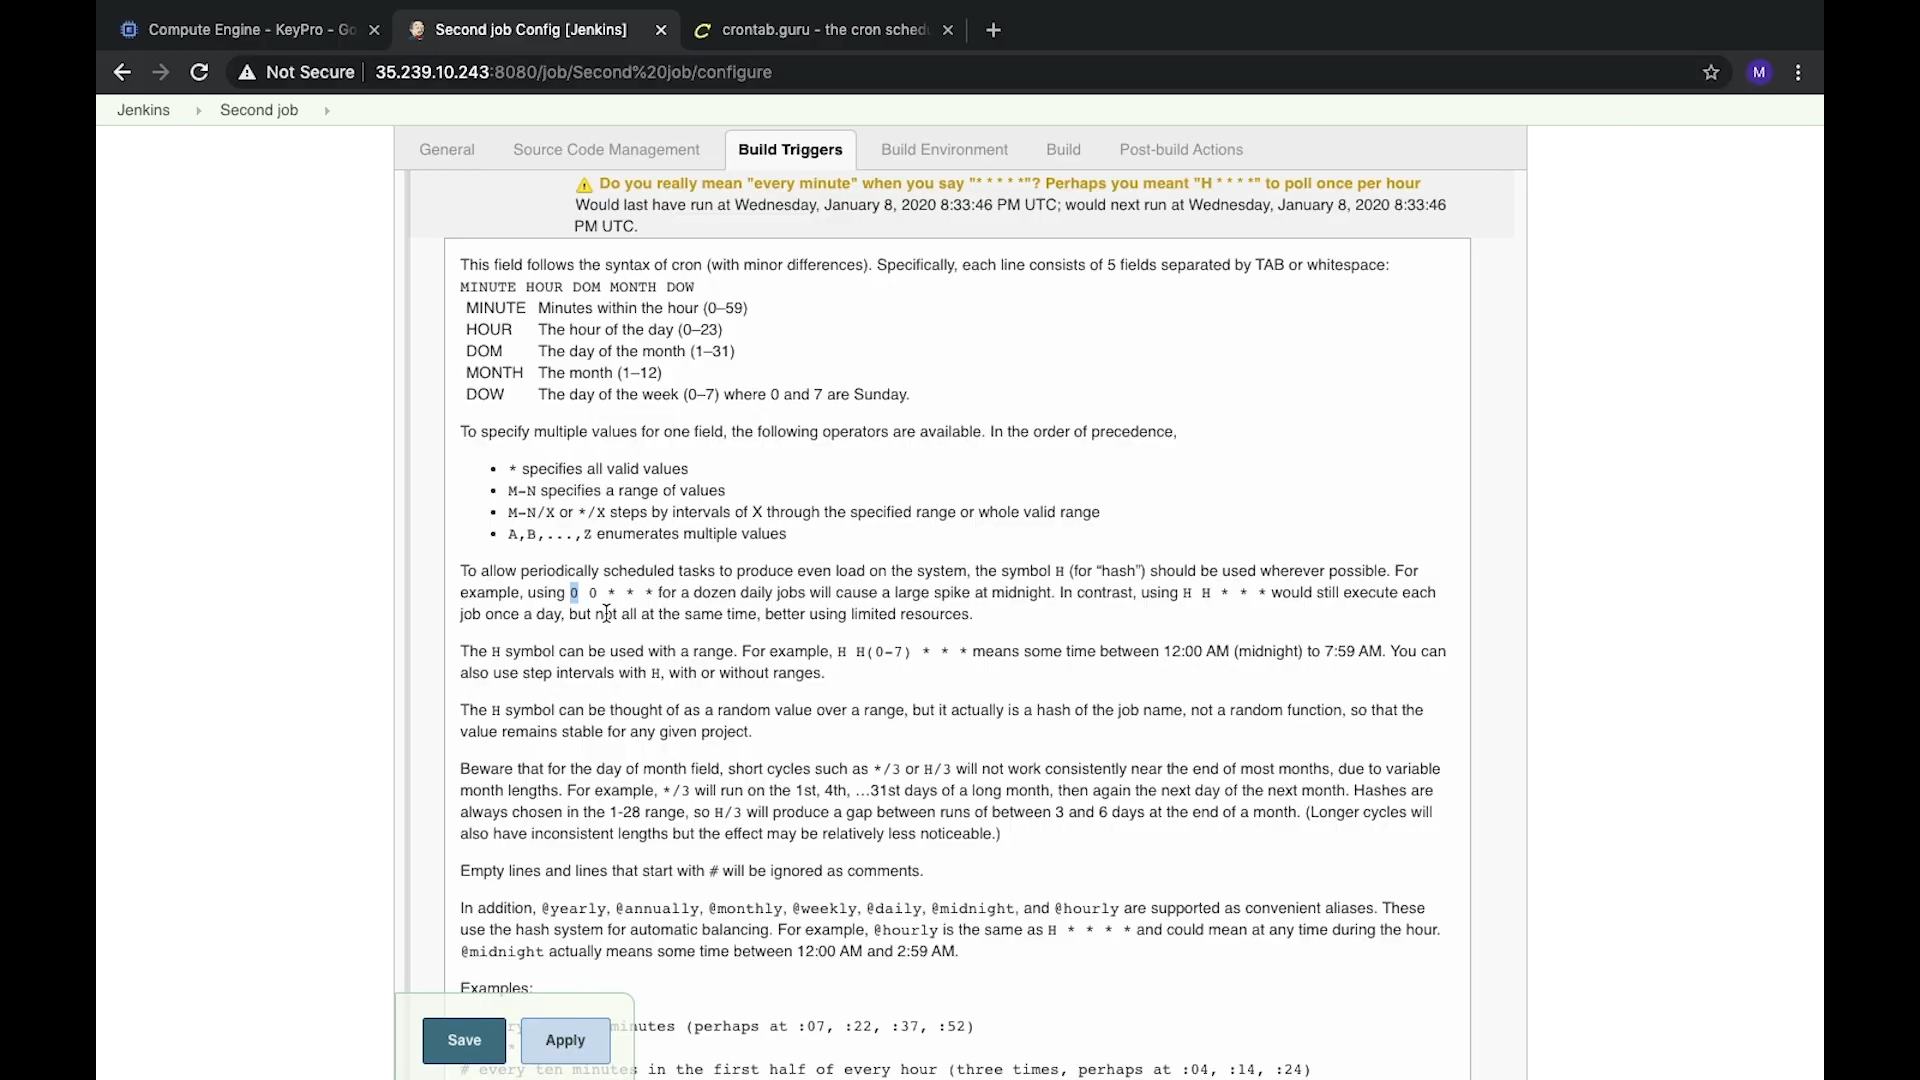 Compute Engine - KeyPro - Go
Second job Config [Jenkins]
crontab.guru - the cron sched
Not Secure
35.239.10.243:8080/job/Second%20job/configure
M
Jenkins
Second job
General
Source Code Management
Build Triggers
Build Environment
Build
Post-build Actions
Do you really mean "every minute" when you say "* * * * *"? Perhaps you meant "H * * * *" to poll once per hour
Would last have run at Wednesday, January 8, 2020 8:33:46 PM UTC; would next run at Wednesday, January 8, 2020 8:33:46
PM UTC.
This field follows the syntax of cron (with minor differences). Specifically, each line consists of 5 fields separated by TAB or whitespace:
MINUTE HOUR DOM MONTH DOW
MINUTE Minutes within the hour (0–59)
HOUR The hour of the day (0–23)
DOM The day of the month (1–31)
MONTH The month (1–12)
DOW The day of the week (0–7) where 0 and 7 are Sunday.
To specify multiple values for one field, the following operators are available. In the order of precedence,
• * specifies all valid values
• M-N specifies a range of values
• M-N/X or */X steps by intervals of X through the specified range or whole valid range
• A,B,...,Z enumerates multiple values
To allow periodically scheduled tasks to produce even load on the system, the symbol H (for “hash”) should be used wherever possible. For
example, using 0 0 * * * for a dozen daily jobs will cause a large spike at midnight. In contrast, using H H * * * would still execute each
job once a day, but not all at the same time, better using limited resources.
The H symbol can be used with a range. For example, H H(0-7) * * * means some time between 12:00 AM (midnight) to 7:59 AM. You can
also use step intervals with H, with or without ranges.
The H symbol can be thought of as a random value over a range, but it actually is a hash of the job name, not a random function, so that the
value remains stable for any given project.
Beware that for the day of month field, short cycles such as */3 or H/3 will not work consistently near the end of most months, due to variable
month lengths. For example, */3 will run on the 1st, 4th, …31st days of a long month, then again the next day of the next month. Hashes are
always chosen in the 1-28 range, so H/3 will produce a gap between runs of between 3 and 6 days at the end of a month. (Longer cycles will
also have inconsistent lengths but the effect may be relatively less noticeable.)
Empty lines and lines that start with # will be ignored as comments.
In addition, @yearly, @annually, @monthly, @weekly, @daily, @midnight, and @hourly are supported as convenient aliases. These
use the hash system for automatic balancing. For example, @hourly is the same as H * * * * and could mean at any time during the hour.
@midnight actually means some time between 12:00 AM and 2:59 AM.
Examples:
minutes (perhaps at :07, :22, :37, :52)
Save
Apply
# every ten minutes in the first half of every hour (three times, perhaps at :04, :14, :24)